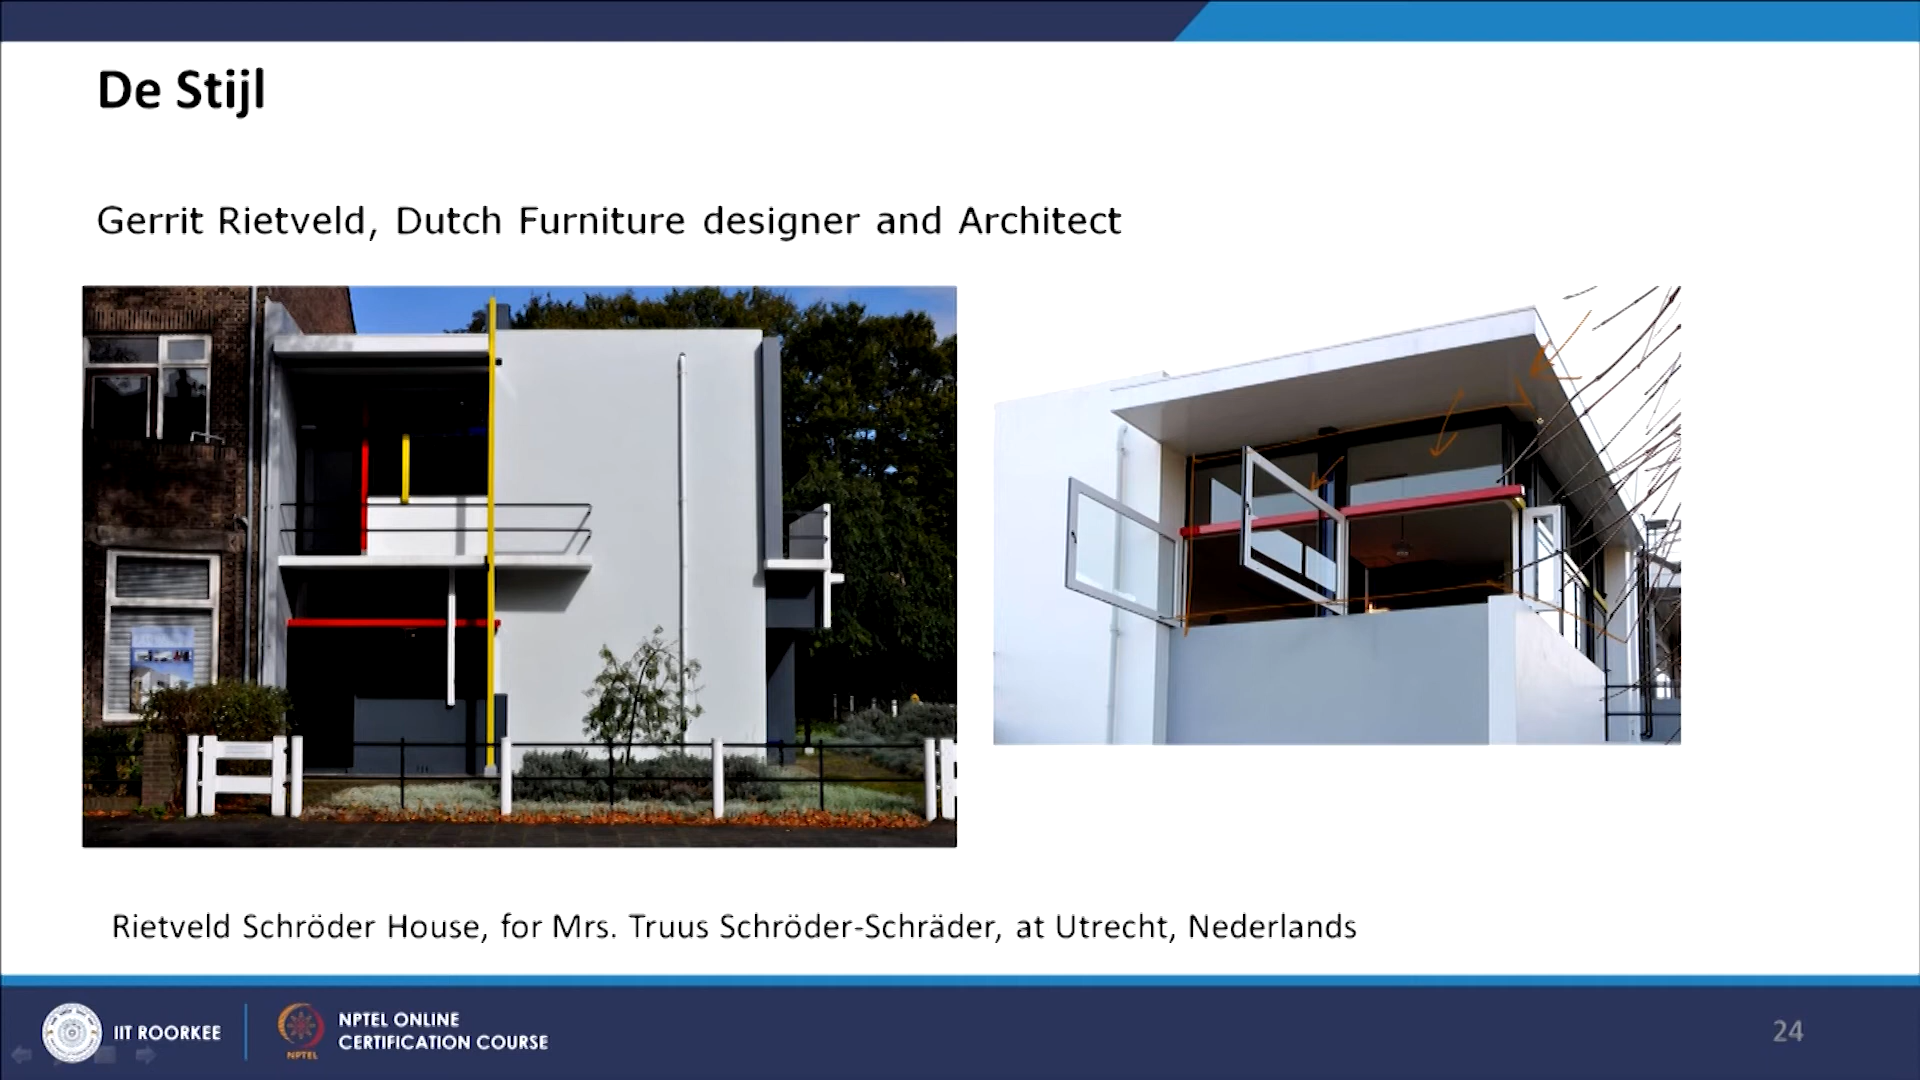 De Stijl
Gerrit Rietveld, Dutch Furniture designer and Architect
Rietveld Schröder House, for Mrs. Truus Schröder-Schräder, at Utrecht, Nederlands
IIT ROORKEE
NPTEL
NPTEL ONLINE
CERTIFICATION COURSE
24